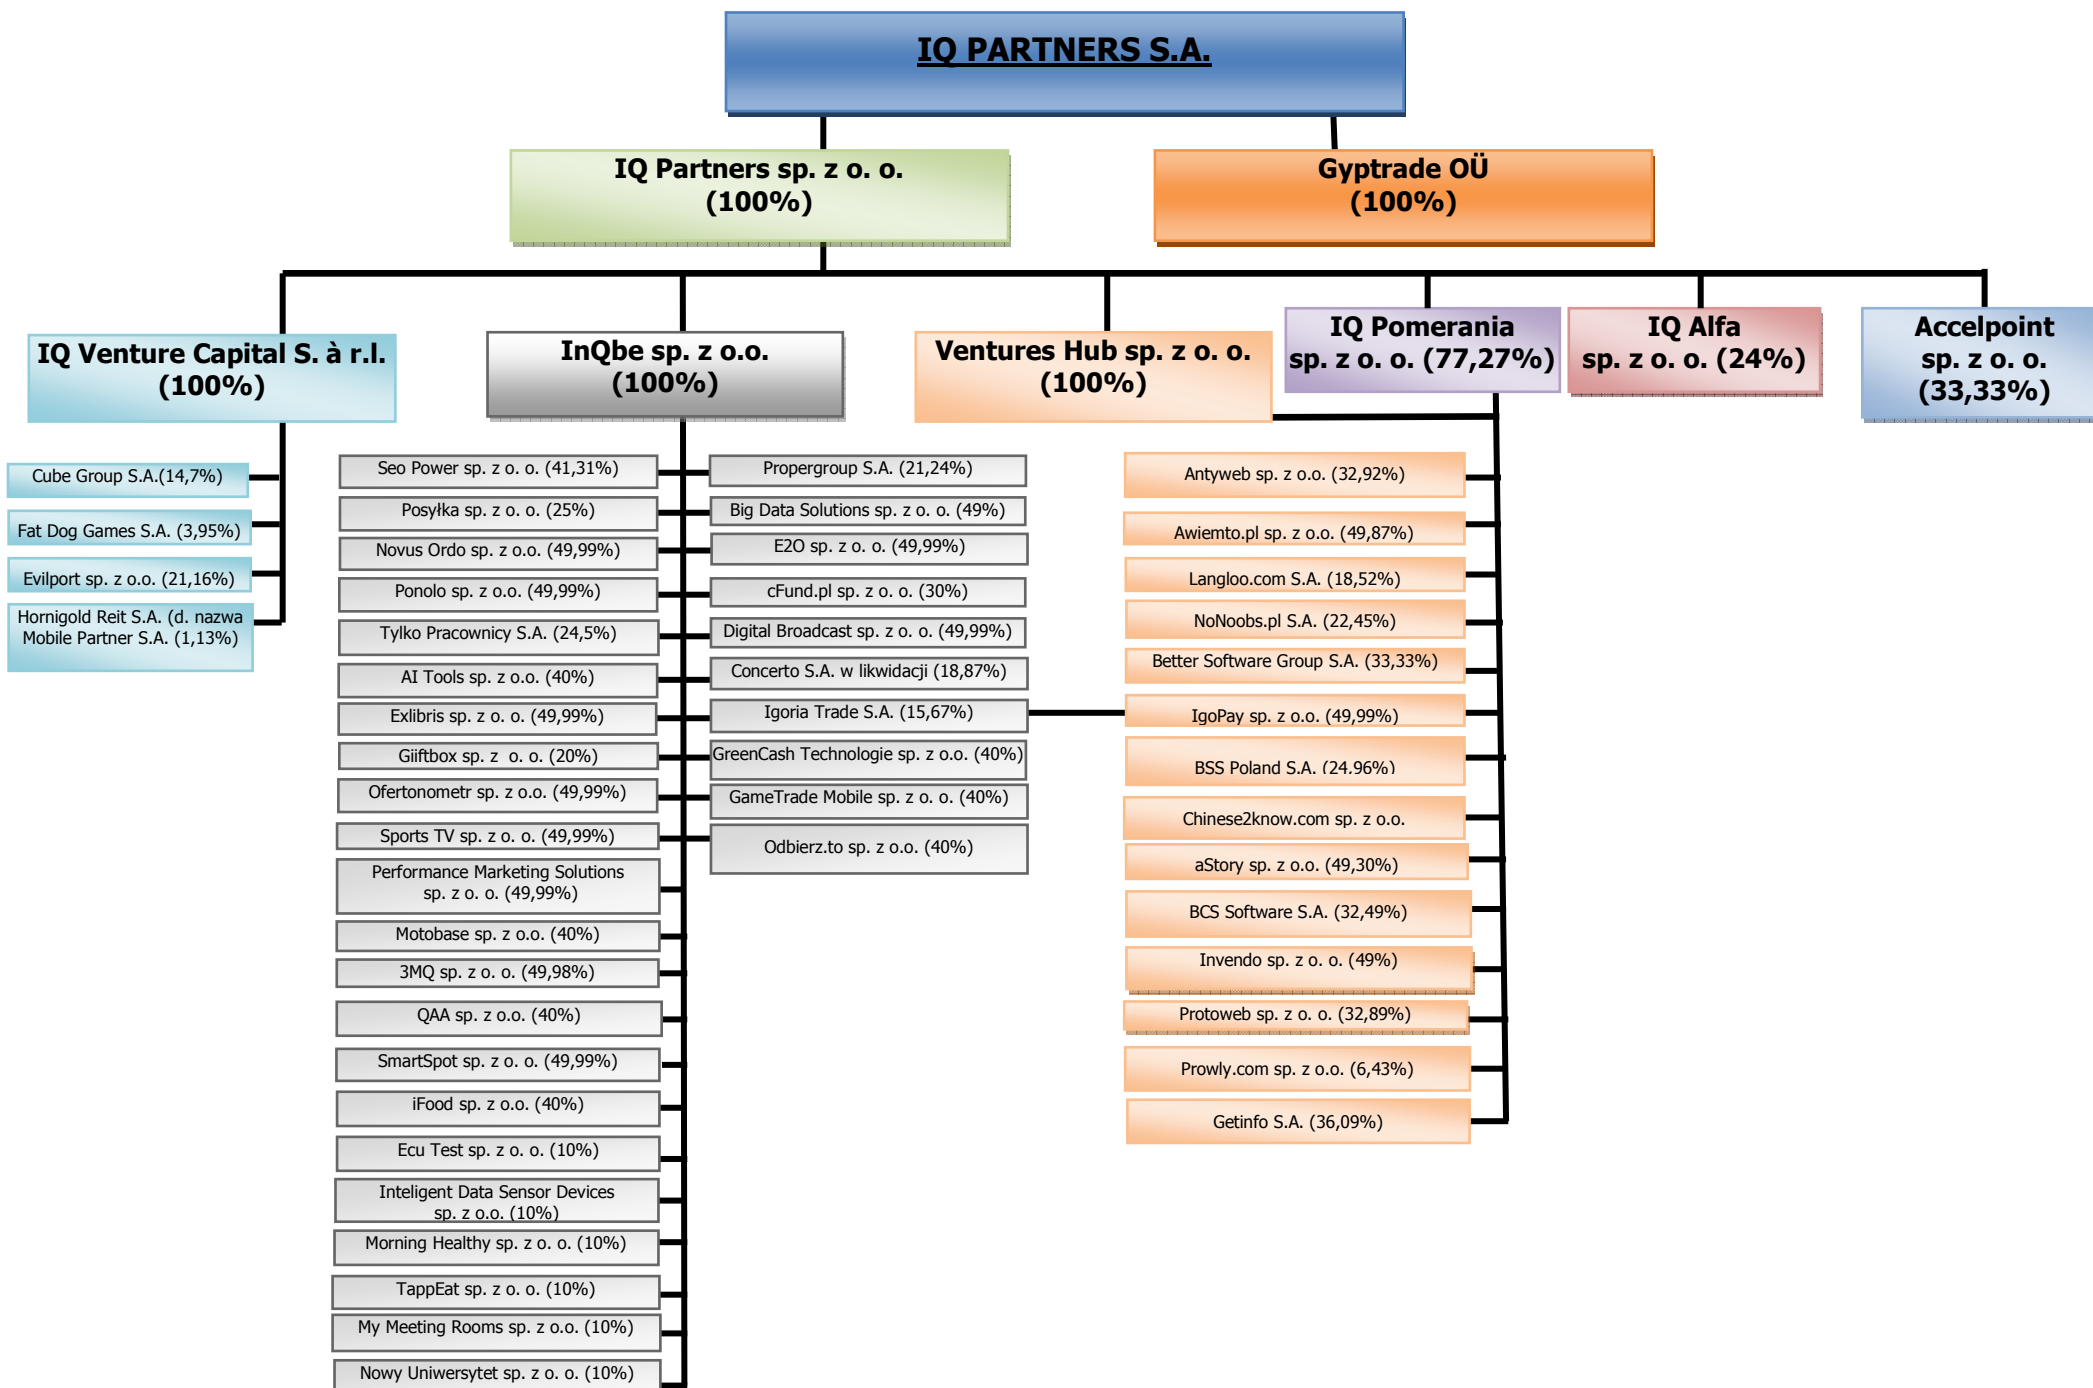 IQ PARTNERS S.A.
IQ Partners sp. z o. o.
(100%)
Gyptrade OÜ
(100%)
IQ Venture Capital S. à r.l.
(100%)
InQbe sp. z o.o.
(100%)
Ventures Hub sp. z o. o.
(100%)
IQ Pomerania
sp. z o. o. (77,27%)
IQ Alfa
sp. z o. o. (24%)
Accelpoint
sp. z o. o.
(33,33%)
Cube Group S.A.(14,7%)
Fat Dog Games S.A. (3,95%)
Evilport sp. z o.o. (21,16%)
Hornigold Reit S.A. (d. nazwa
Mobile Partner S.A. (1,13%)
Seo Power sp. z o. o. (41,31%)
Posyłka sp. z o. o. (25%)
Novus Ordo sp. z o.o. (49,99%)
Ponolo sp. z o.o. (49,99%)
Tylko Pracownicy S.A. (24,5%)
AI Tools sp. z o.o. (40%)
Exlibris sp. z o. o. (49,99%)
Giiftbox sp. z  o. o. (20%)
Ofertonometr sp. z o.o. (49,99%)
Sports TV sp. z o. o. (49,99%)
Performance Marketing Solutions
sp. z o. o. (49,99%)
Motobase sp. z o.o. (40%)
3MQ sp. z o. o. (49,98%)
QAA sp. z o.o. (40%)
SmartSpot sp. z o. o. (49,99%)
iFood sp. z o.o. (40%)
Ecu Test sp. z o. o. (10%)
Inteligent Data Sensor Devices
sp. z o.o. (10%)
Morning Healthy sp. z o. o. (10%)
TappEat sp. z o. o. (10%)
My Meeting Rooms sp. z o.o. (10%)
Nowy Uniwersytet sp. z o. o. (10%)
Propergroup S.A. (21,24%)
Big Data Solutions sp. z o. o. (49%)
E2O sp. z o. o. (49,99%)
cFund.pl sp. z o. o. (30%)
Digital Broadcast sp. z o. o. (49,99%)
Concerto S.A. w likwidacji (18,87%)
Igoria Trade S.A. (15,67%)
GreenCash Technologie sp. z o.o. (40%)
GameTrade Mobile sp. z o. o. (40%)
Odbierz.to sp. z o.o. (40%)
Antyweb sp. z o.o. (32,92%)
Awiemto.pl sp. z o.o. (49,87%)
Langloo.com S.A. (18,52%)
NoNoobs.pl S.A. (22,45%)
Better Software Group S.A. (33,33%)
IgoPay sp. z o.o. (49,99%)
BSS Poland S.A. (24,96%)
Chinese2know.com sp. z o.o.
aStory sp. z o.o. (49,30%)
BCS Software S.A. (32,49%)
Invendo sp. z o. o. (49%)
Protoweb sp. z o. o. (32,89%)
Prowly.com sp. z o.o. (6,43%)
Getinfo S.A. (36,09%)